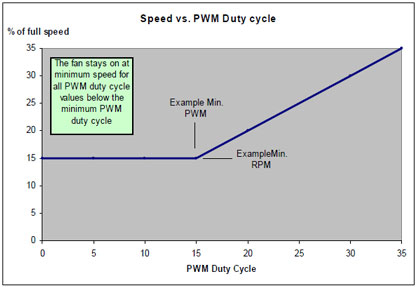 Speed vs. PWM Duty cycle
% of full speed
35
30
25
20
15
10
5
0
The fan stays on at
minimum speed for
all PWM duty cycle
values below the
minimum PWM
duty cycle
Example Min.
PWM
ExampleMin.
RPM
0 5 10 15 20 25 30 35
PWM Duty Cycle